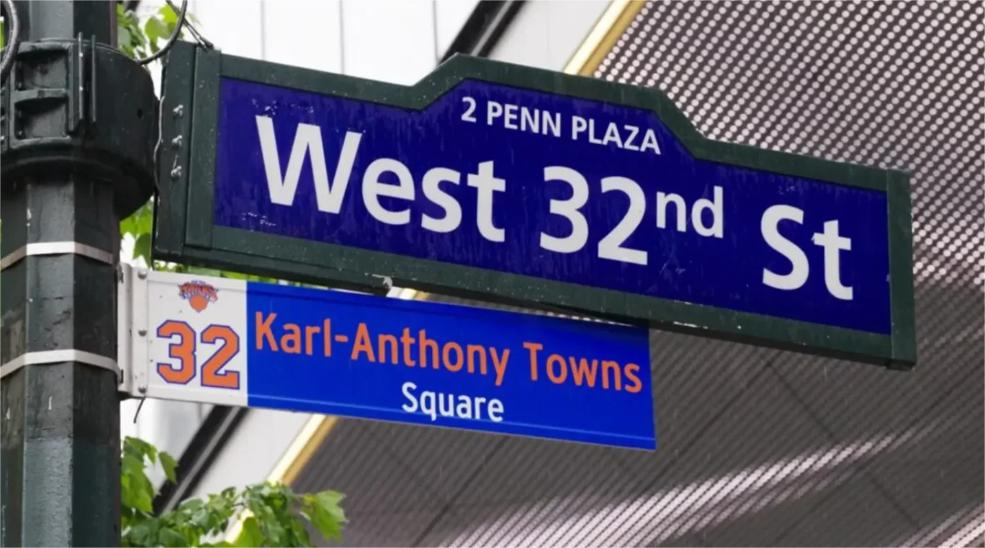 2 PENN PLAZA
West 32nd St
32
Karl-Anthony Towns
Square